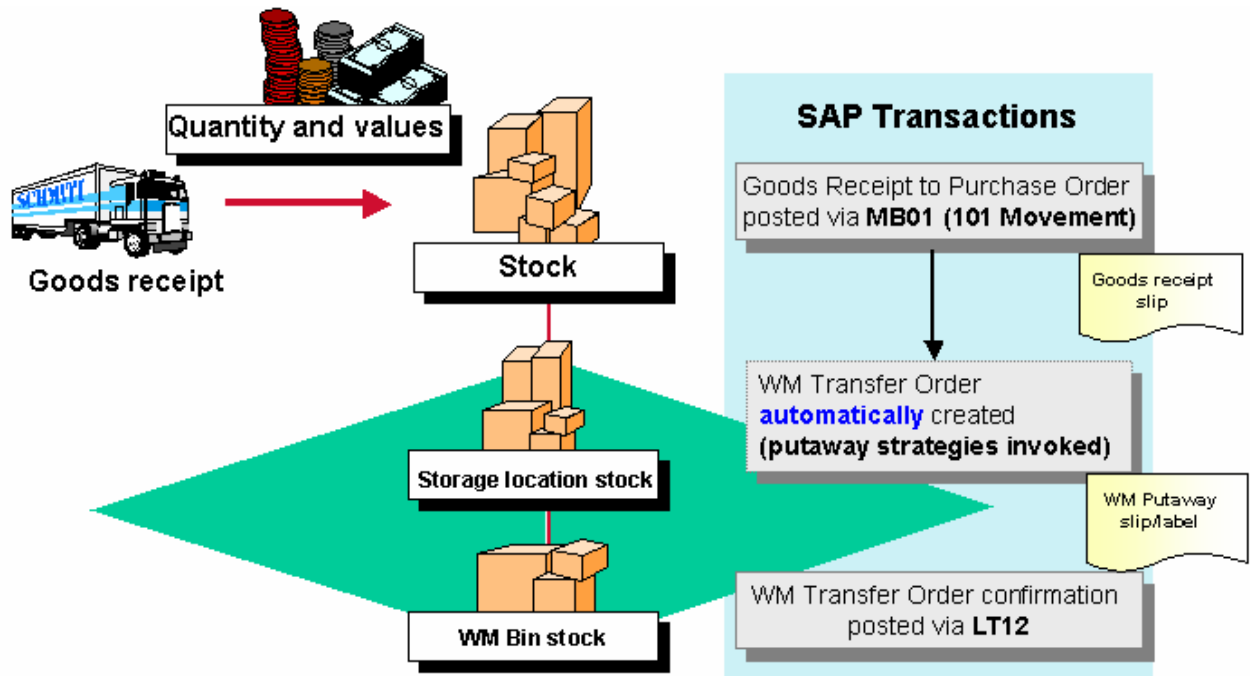 Quantity and values
SCHMITT
Goods receipt
Stock
Storage location stock
WM Bin stock
SAP Transactions
Goods Receipt to Purchase Order
posted via MB01 (101 Movement)
Goods receipt
slip
WM Transfer Order
automatically created
(putaway strategies invoked)
WM Putaway
slip/label
WM Transfer Order confirmation
posted via LT12